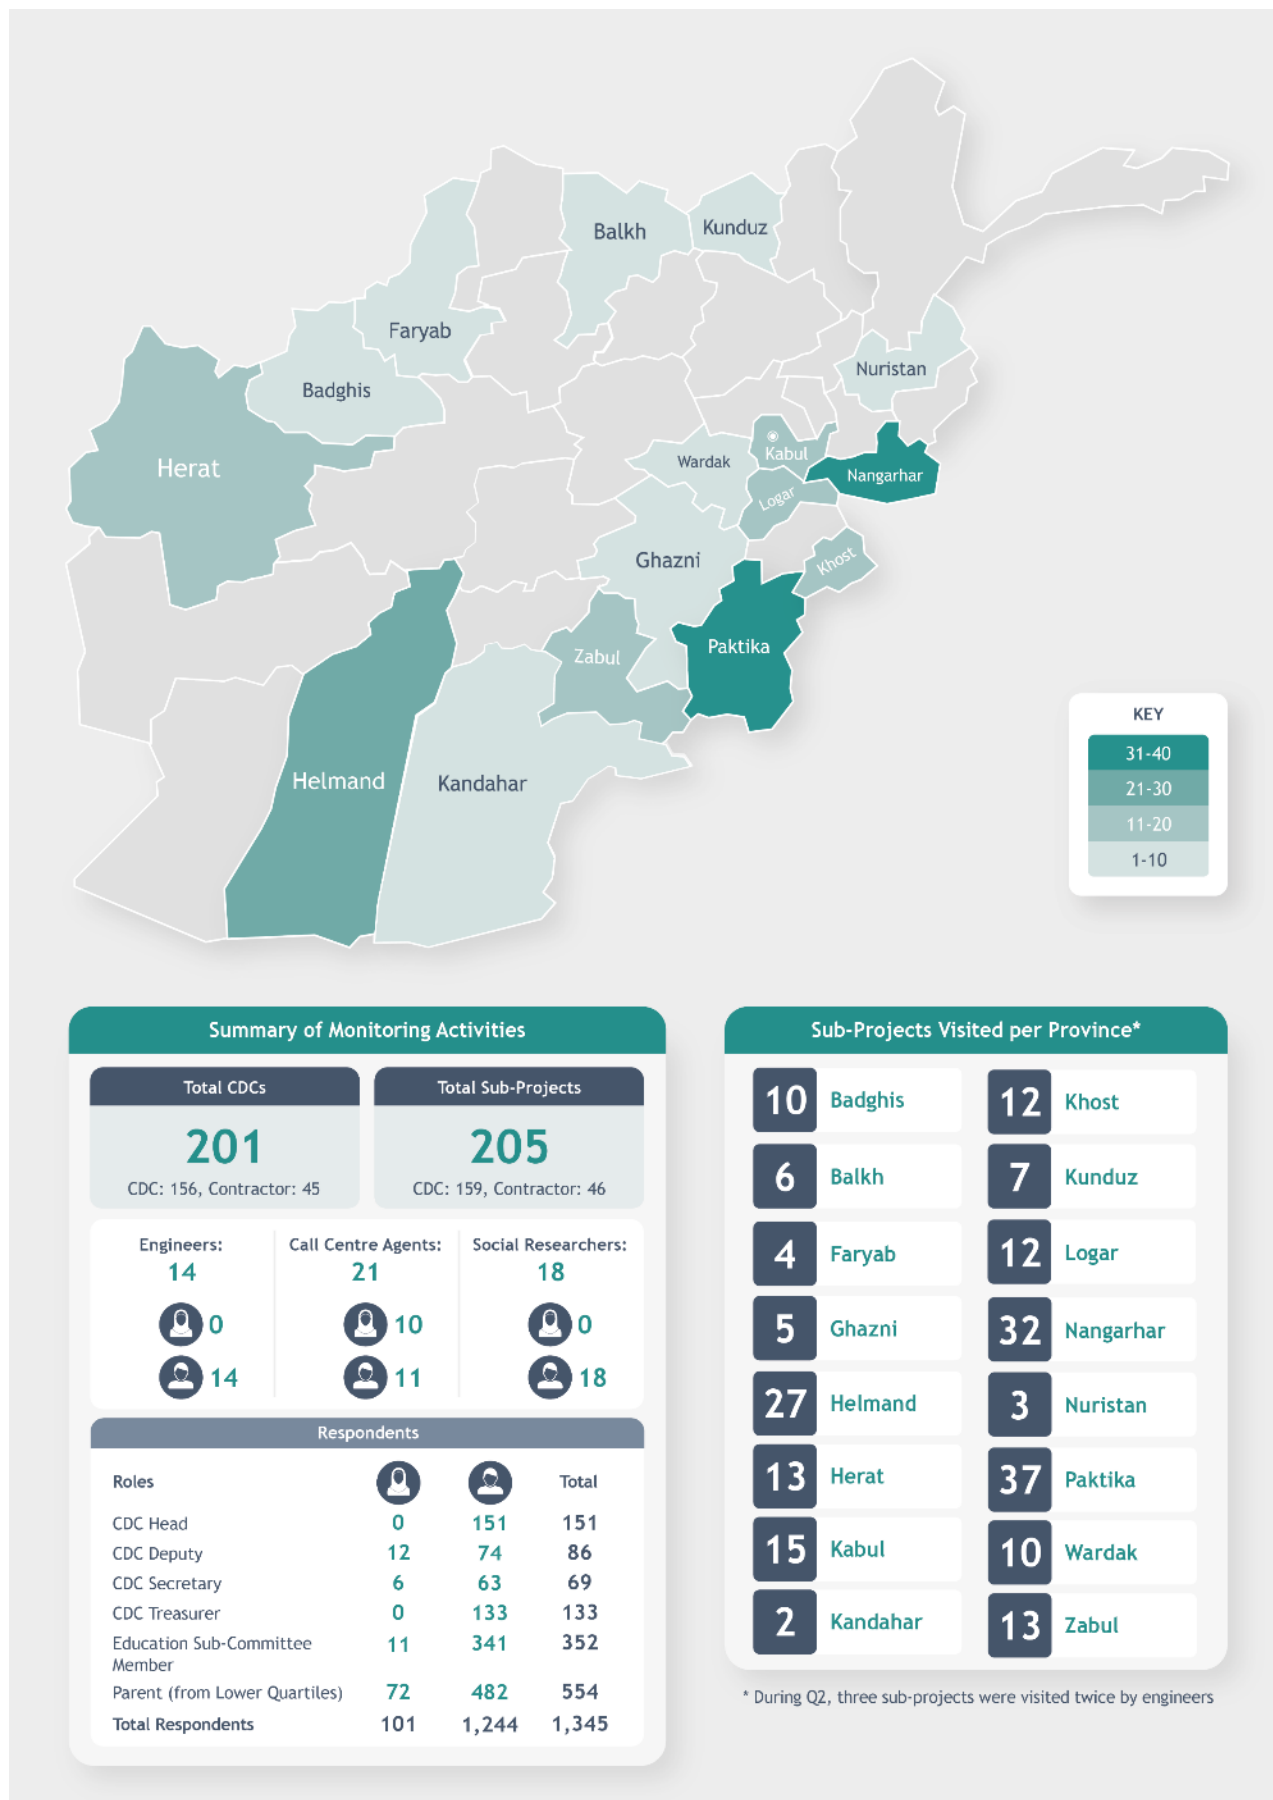 Balkh
Kunduz
Faryab
Badghis
Nuristan
Herat
Wardak
Kabul
Nangarhar
Logar
Ghazni
Khost
Paktika
Zabul
Helmand
Kandahar
KEY
31-40
21-30
11-20
1-10
Summary of Monitoring Activities
Total CDCs
201
CDC: 156, Contractor: 45
Total Sub-Projects
205
CDC: 159, Contractor: 46
Engineers:
14
0
14
Call Centre Agents:
21
10
11
Social Researchers:
18
0
18
Respondents
Roles Total
CDC Head 0 151 151
CDC Deputy 12 74 86
CDC Secretary 6 63 69
CDC Treasurer 0 133 133
Education Sub-Committee 11 341 352
Member
Parent (from Lower Quartiles) 72 482 554
Total Respondents 101 1,244 1,345
Sub-Projects Visited per Province*
10 Badghis
6 Balkh
4 Faryab
5 Ghazni
27 Helmand
13 Herat
15 Kabul
2 Kandahar
12 Khost
7 Kunduz
12 Logar
32 Nangarhar
3 Nuristan
37 Paktika
10 Wardak
13 Zabul
* During Q2, three sub-projects were visited twice by engineers